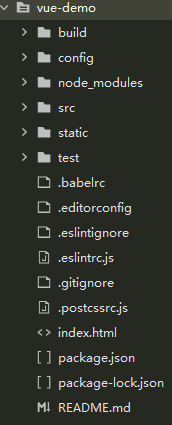 vue-demo
build
config
node_modules
src
static
test
.babelrc
.editorconfig
.eslintignore
.eslintrc.js
.gitignore
.postcssrc.js
index.html
package.json
package-lock.json
README.md